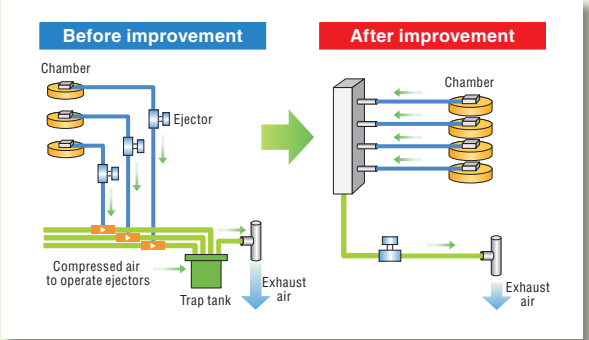 Before improvement
After improvement
Chamber
Ejector
Compressed air
to operate ejectors
Trap tank
Exhaust
air
Chamber
Exhaust
air